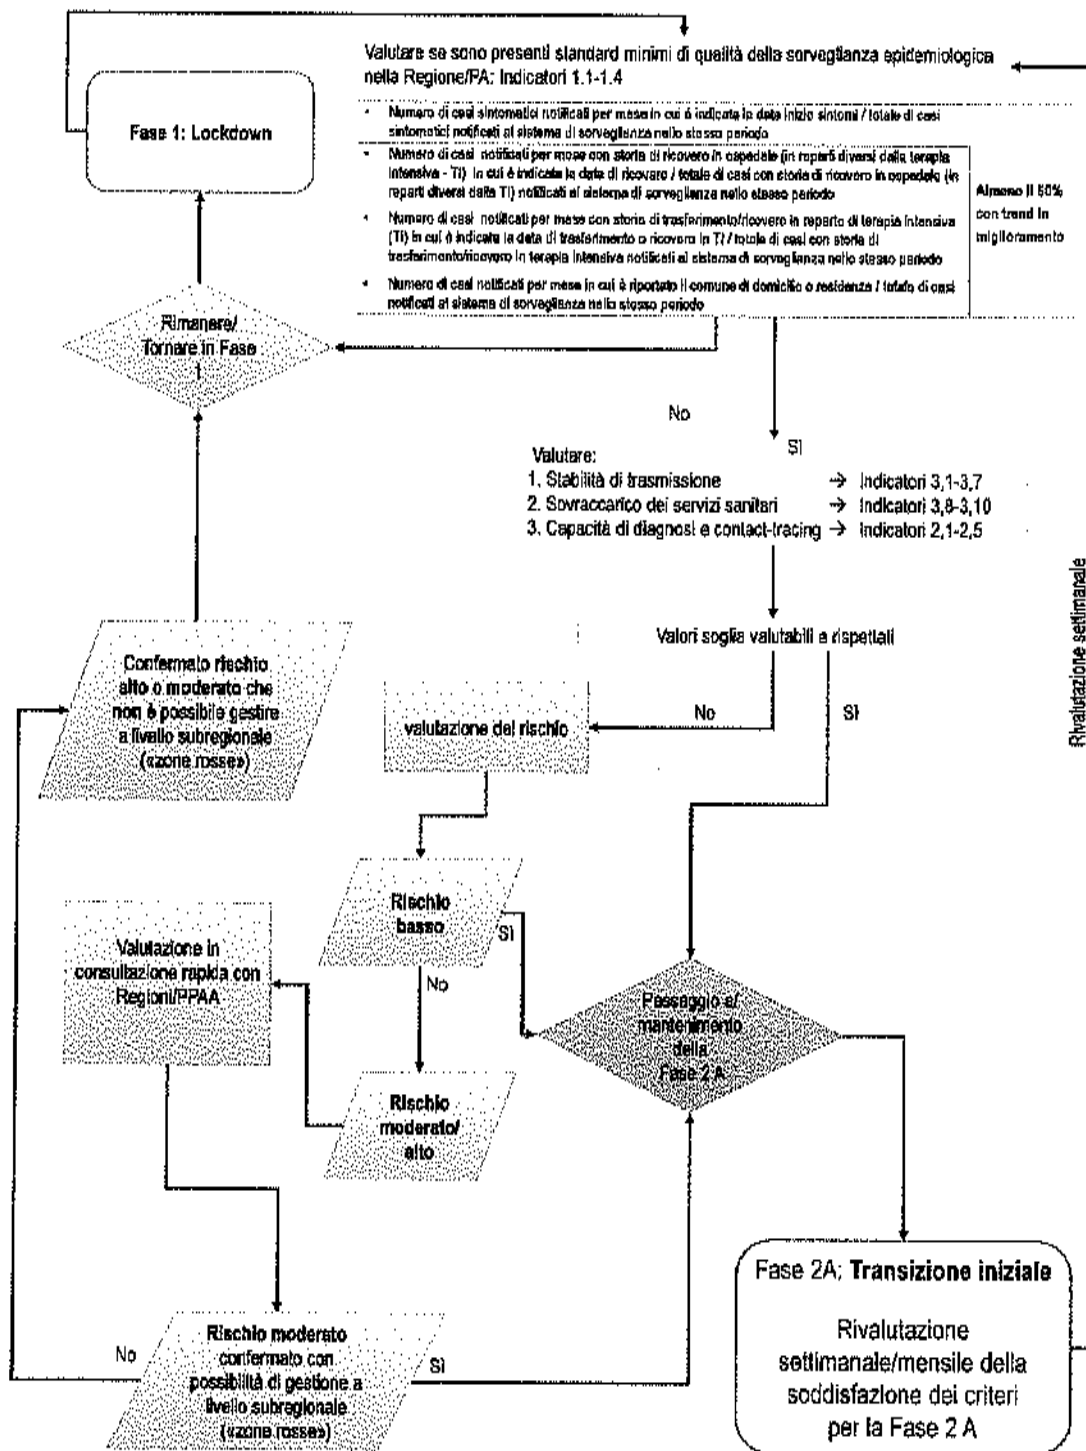 Valutare se sono presenti standard minimi di qualità della sorveglianza epidemiologica
nella Regione/PA: Indicatori 1.1-1.4
Fase 1: Lockdown
• Numero di casi sintomatici notificati per mese in cui è indicata la data inizio sintomi / totale di casi
sintomatici notificati al sistema di sorveglianza nello stesso periodo
• Numero di casi notificati per mese con storia di ricovero in ospedale (in reparti diversi dalla terapia
intensiva - TI) in cui è indicata la data di ricovero / totale di casi con storia di ricovero in ospedale (in
reparti diversi dalla TI) notificati al sistema di sorveglianza nello stesso periodo
• Numero di casi notificati per mese con storia di trasferimento/ricovero in reparto di terapia intensiva
(TI) in cui è indicata la data di trasferimento o ricovero in TI / totale di casi con storia di
trasferimento/ricovero in terapia intensiva notificati al sistema di sorveglianza nello stesso periodo
• Numero di casi notificati per mese in cui è riportato il comune di domicilio o residenza / totale di casi
notificati al sistema di sorveglianza nello stesso periodo
Almeno il
con trend in
miglioramento
Rimanere/
Tornare in Fase
1
No
Sì
Valutare:
1. Stabilità di trasmissione → Indicatori 3,1-3,7
2. Sovraccarico dei servizi sanitari → Indicatori 3,8-3,10
3. Capacità di diagnosi e contact-tracing → Indicatori 2,1-2,5
Rivalutazione settimanale
Valori soglia valutabili e rispettati
Confermato rischio
alto o moderato che
non è possibile gestire
a livello subregionale
(«zone rosse»)
valutazione del rischio
No
Sì
Rischio
basso
Sì
No
Valutazione in
consultazione rapida con
Regioni/PPAA
Passaggio a/
mantenimento
della
Fase 2 A
Rischio
moderato/
alto
Fase 2A: Transizione iniziale
Rivalutazione
settimanale/mensile della
soddisfazione dei criteri
per la Fase 2 A
No
Rischio moderato
confermato con
possibilità di gestione a
livello subregionale
(«zone rosse»)
Sì